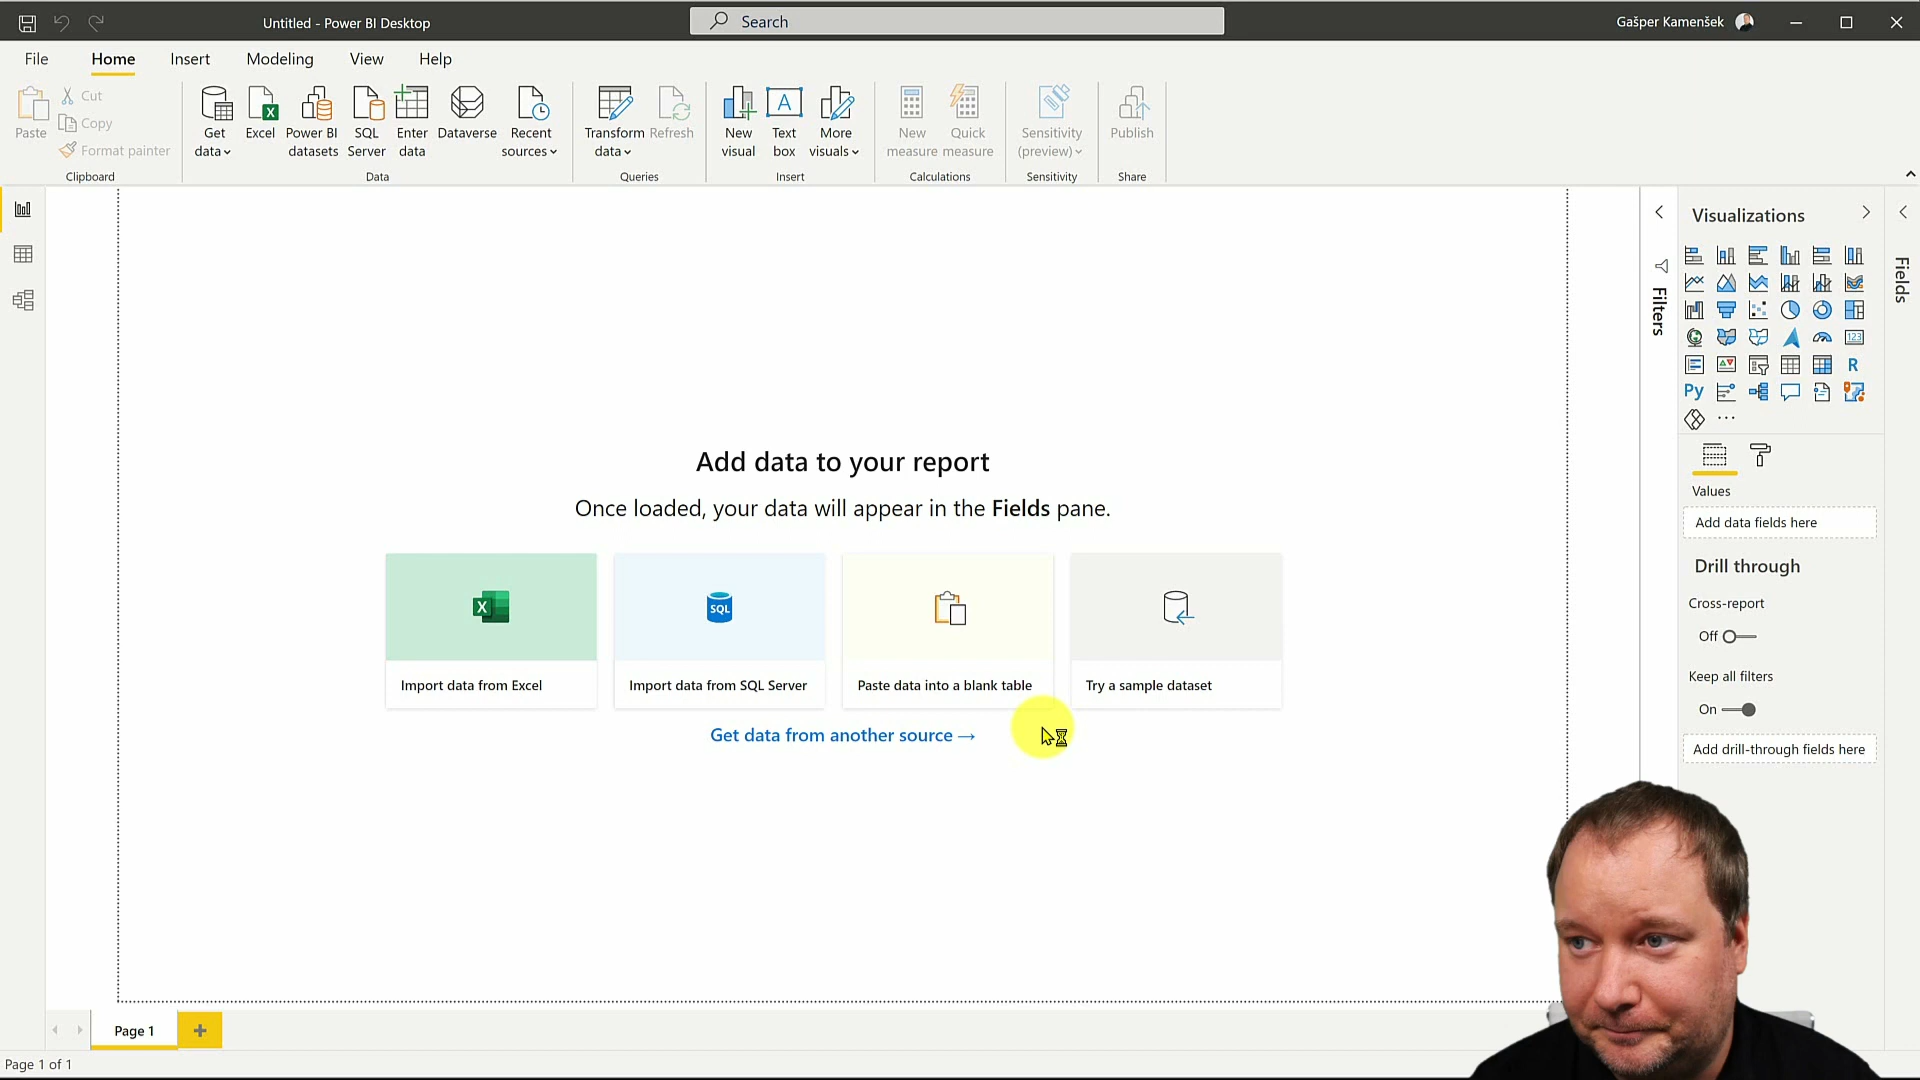 Untitled - Power BI Desktop
Search
Gašper Kamenšek
File
Home
Insert
Modeling
View
Help
Paste
Cut
Copy
Format painter
Clipboard
Get data
Excel
Power BI datasets
SQL Server
Enter data
Dataverse
Recent sources
Data
Transform data
Refresh
Queries
New visual
Text box
More visuals
Insert
New measure
Quick measure
Calculations
Sensitivity (preview)
Sensitivity
Publish
Share
Add data to your report
Once loaded, your data will appear in the Fields pane.
SQL
Import data from Excel
Import data from SQL Server
Paste data into a blank table
Try a sample dataset
Get data from another source →
Filters
Visualizations
123
R
Py
Values
Add data fields here
Drill through
Cross-report
Off
Keep all filters
On
Add drill-through fields here
Fields
Page 1
Page 1 of 1